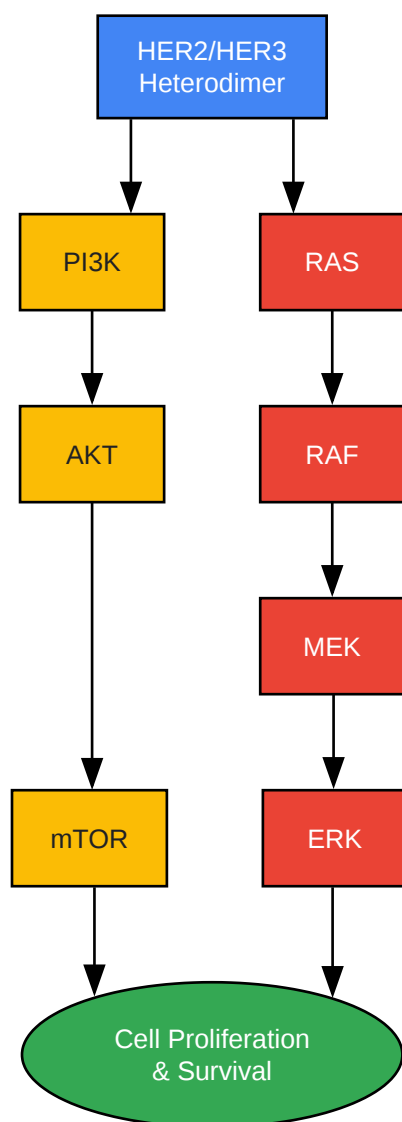 HER2/HER3
Heterodimer
PI3K
RAS
AKT
RAF
MEK
mTOR
ERK
Cell Proliferation
& Survival